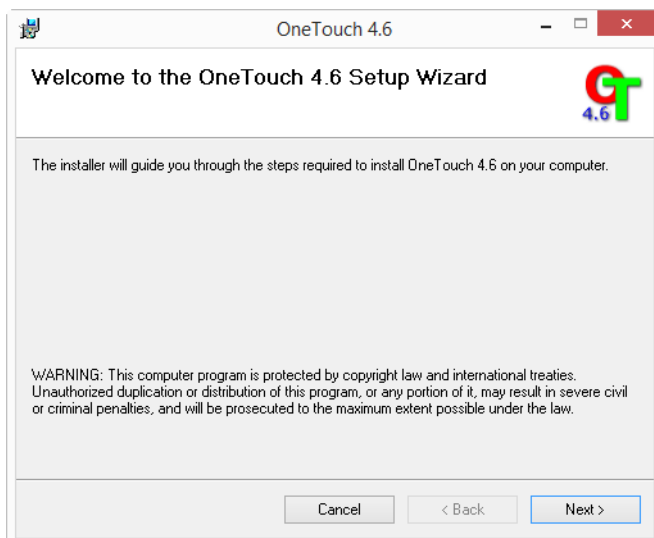 OneTouch 4.6
Welcome to the OneTouch 4.6 Setup Wizard
OT
4.6
The installer will guide you through the steps required to install OneTouch 4.6 on your computer.
WARNING: This computer program is protected by copyright law and international treaties.
Unauthorized duplication or distribution of this program, or any portion of it, may result in severe civil
or criminal penalties, and will be prosecuted to the maximum extent possible under the law.
Cancel < Back Next >